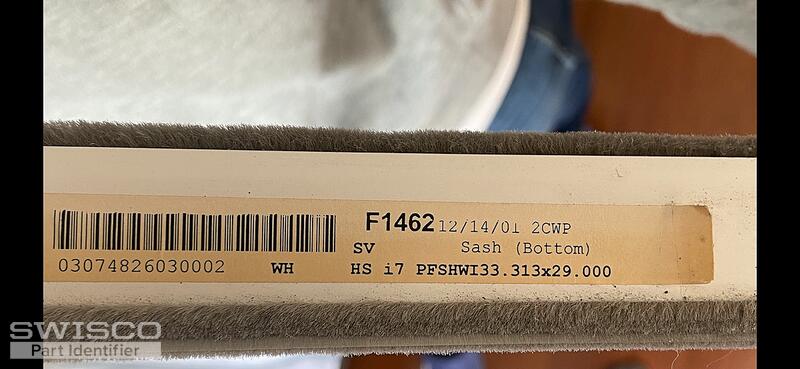 F1462 12/14/01 2CWP
SV Sash (Bottom)
03074826030002 WH HS i7 PFSHWI33.313x29.000
SWISCO
Part Identifier